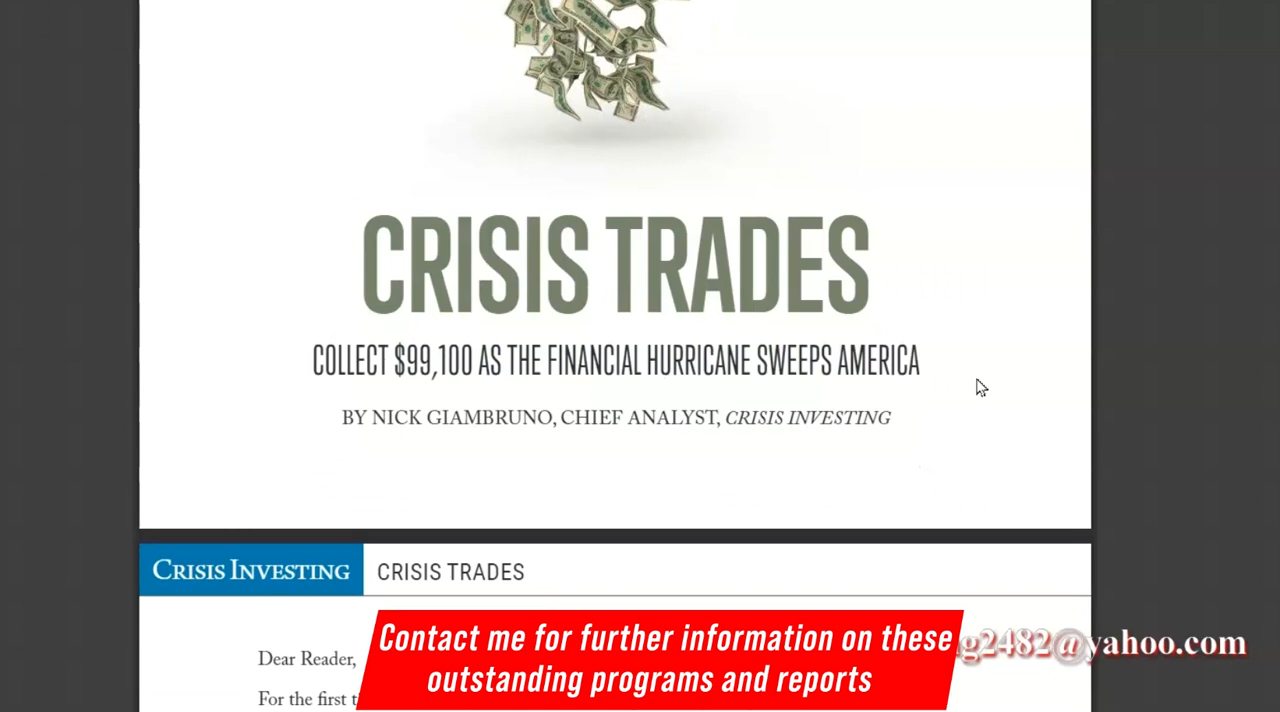 CRISIS TRADES
COLLECT $99,100 AS THE FINANCIAL HURRICANE SWEEPS AMERICA
BY NICK GIAMBRUNO, CHIEF ANALYST, CRISIS INVESTING
CRISIS INVESTING CRISIS TRADES
Dear Reader,
For the first
Contact me for further information on these
outstanding programs and reports
g2482@yahoo.com